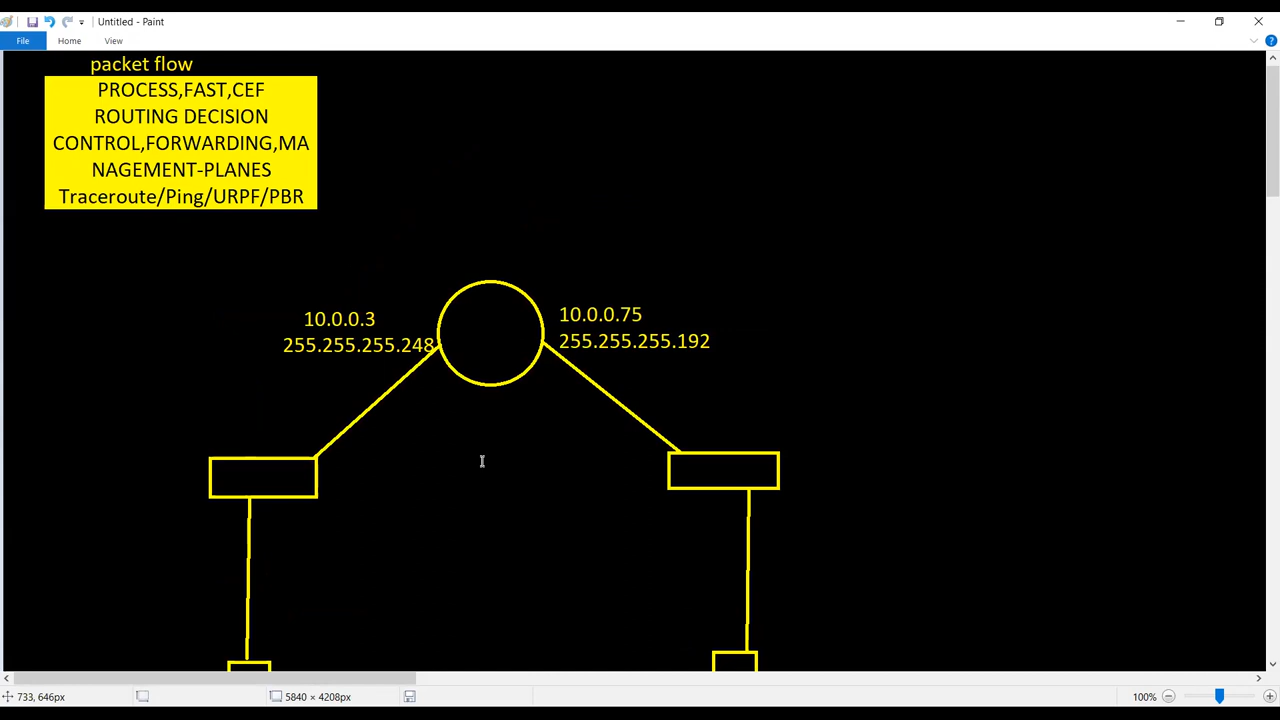 Untitled - Paint
File
Home
View
packet flow
PROCESS,FAST,CEF
ROUTING DECISION
CONTROL,FORWARDING,MA
NAGEMENT-PLANES
Traceroute/Ping/URPF/PBR
10.0.0.3
255.255.255.248
10.0.0.75
255.255.255.192
733, 646px
5840 × 4208px
100%